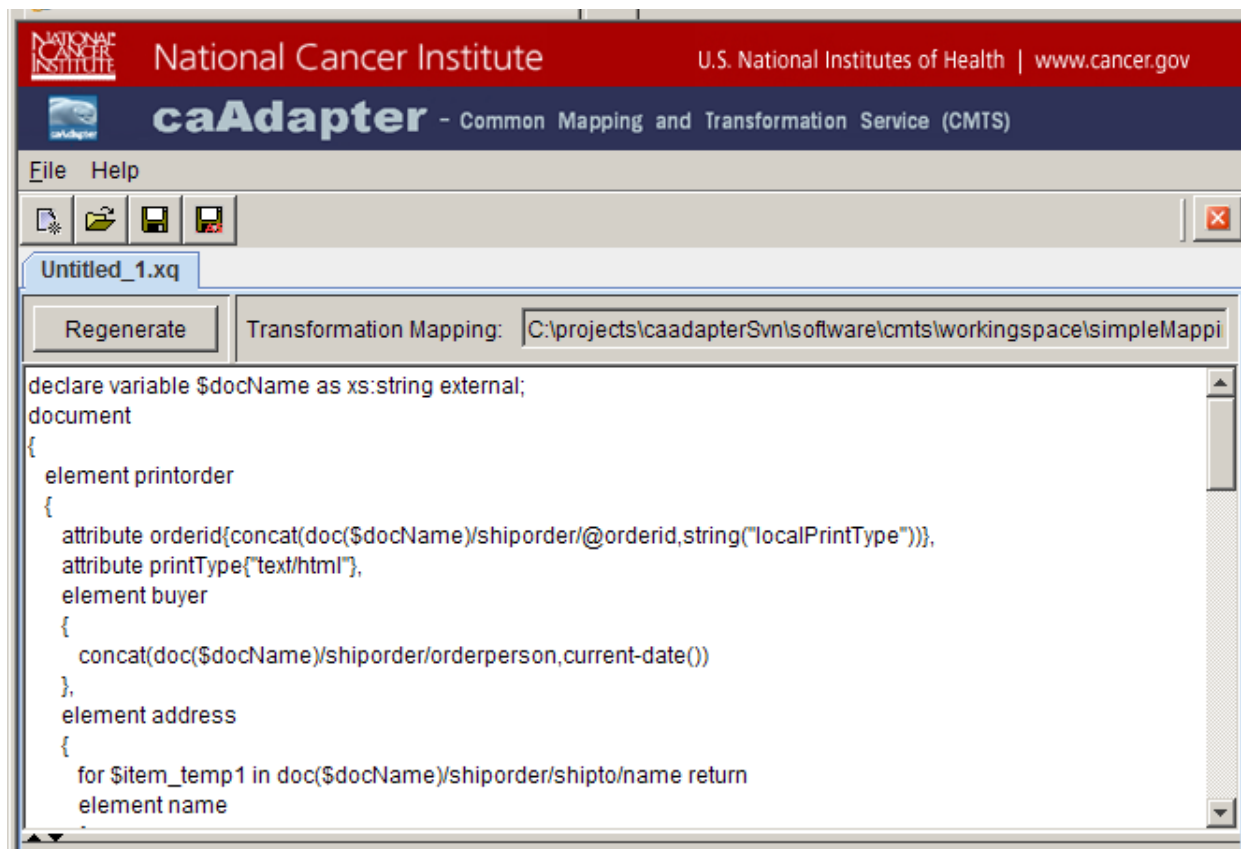 NATIONAL
CANCER
INSTITUTE
National Cancer Institute
U.S. National Institutes of Health | www.cancer.gov
caAdapter
caAdapter - Common Mapping and Transformation Service (CMTS)
File Help
Untitled_1.xq
Regenerate
Transformation Mapping: C:\projects\caadapterSvn\software\cmts\workingspace\simpleMappi
declare variable $docName as xs:string external;
document
{
element printorder
{
attribute orderid{concat(doc($docName)/shiporder/@orderid,string("localPrintType"))},
attribute printType{"text/html"},
element buyer
{
concat(doc($docName)/shiporder/orderperson,current-date())
},
element address
{
for $item_temp1 in doc($docName)/shiporder/shipto/name return
element name